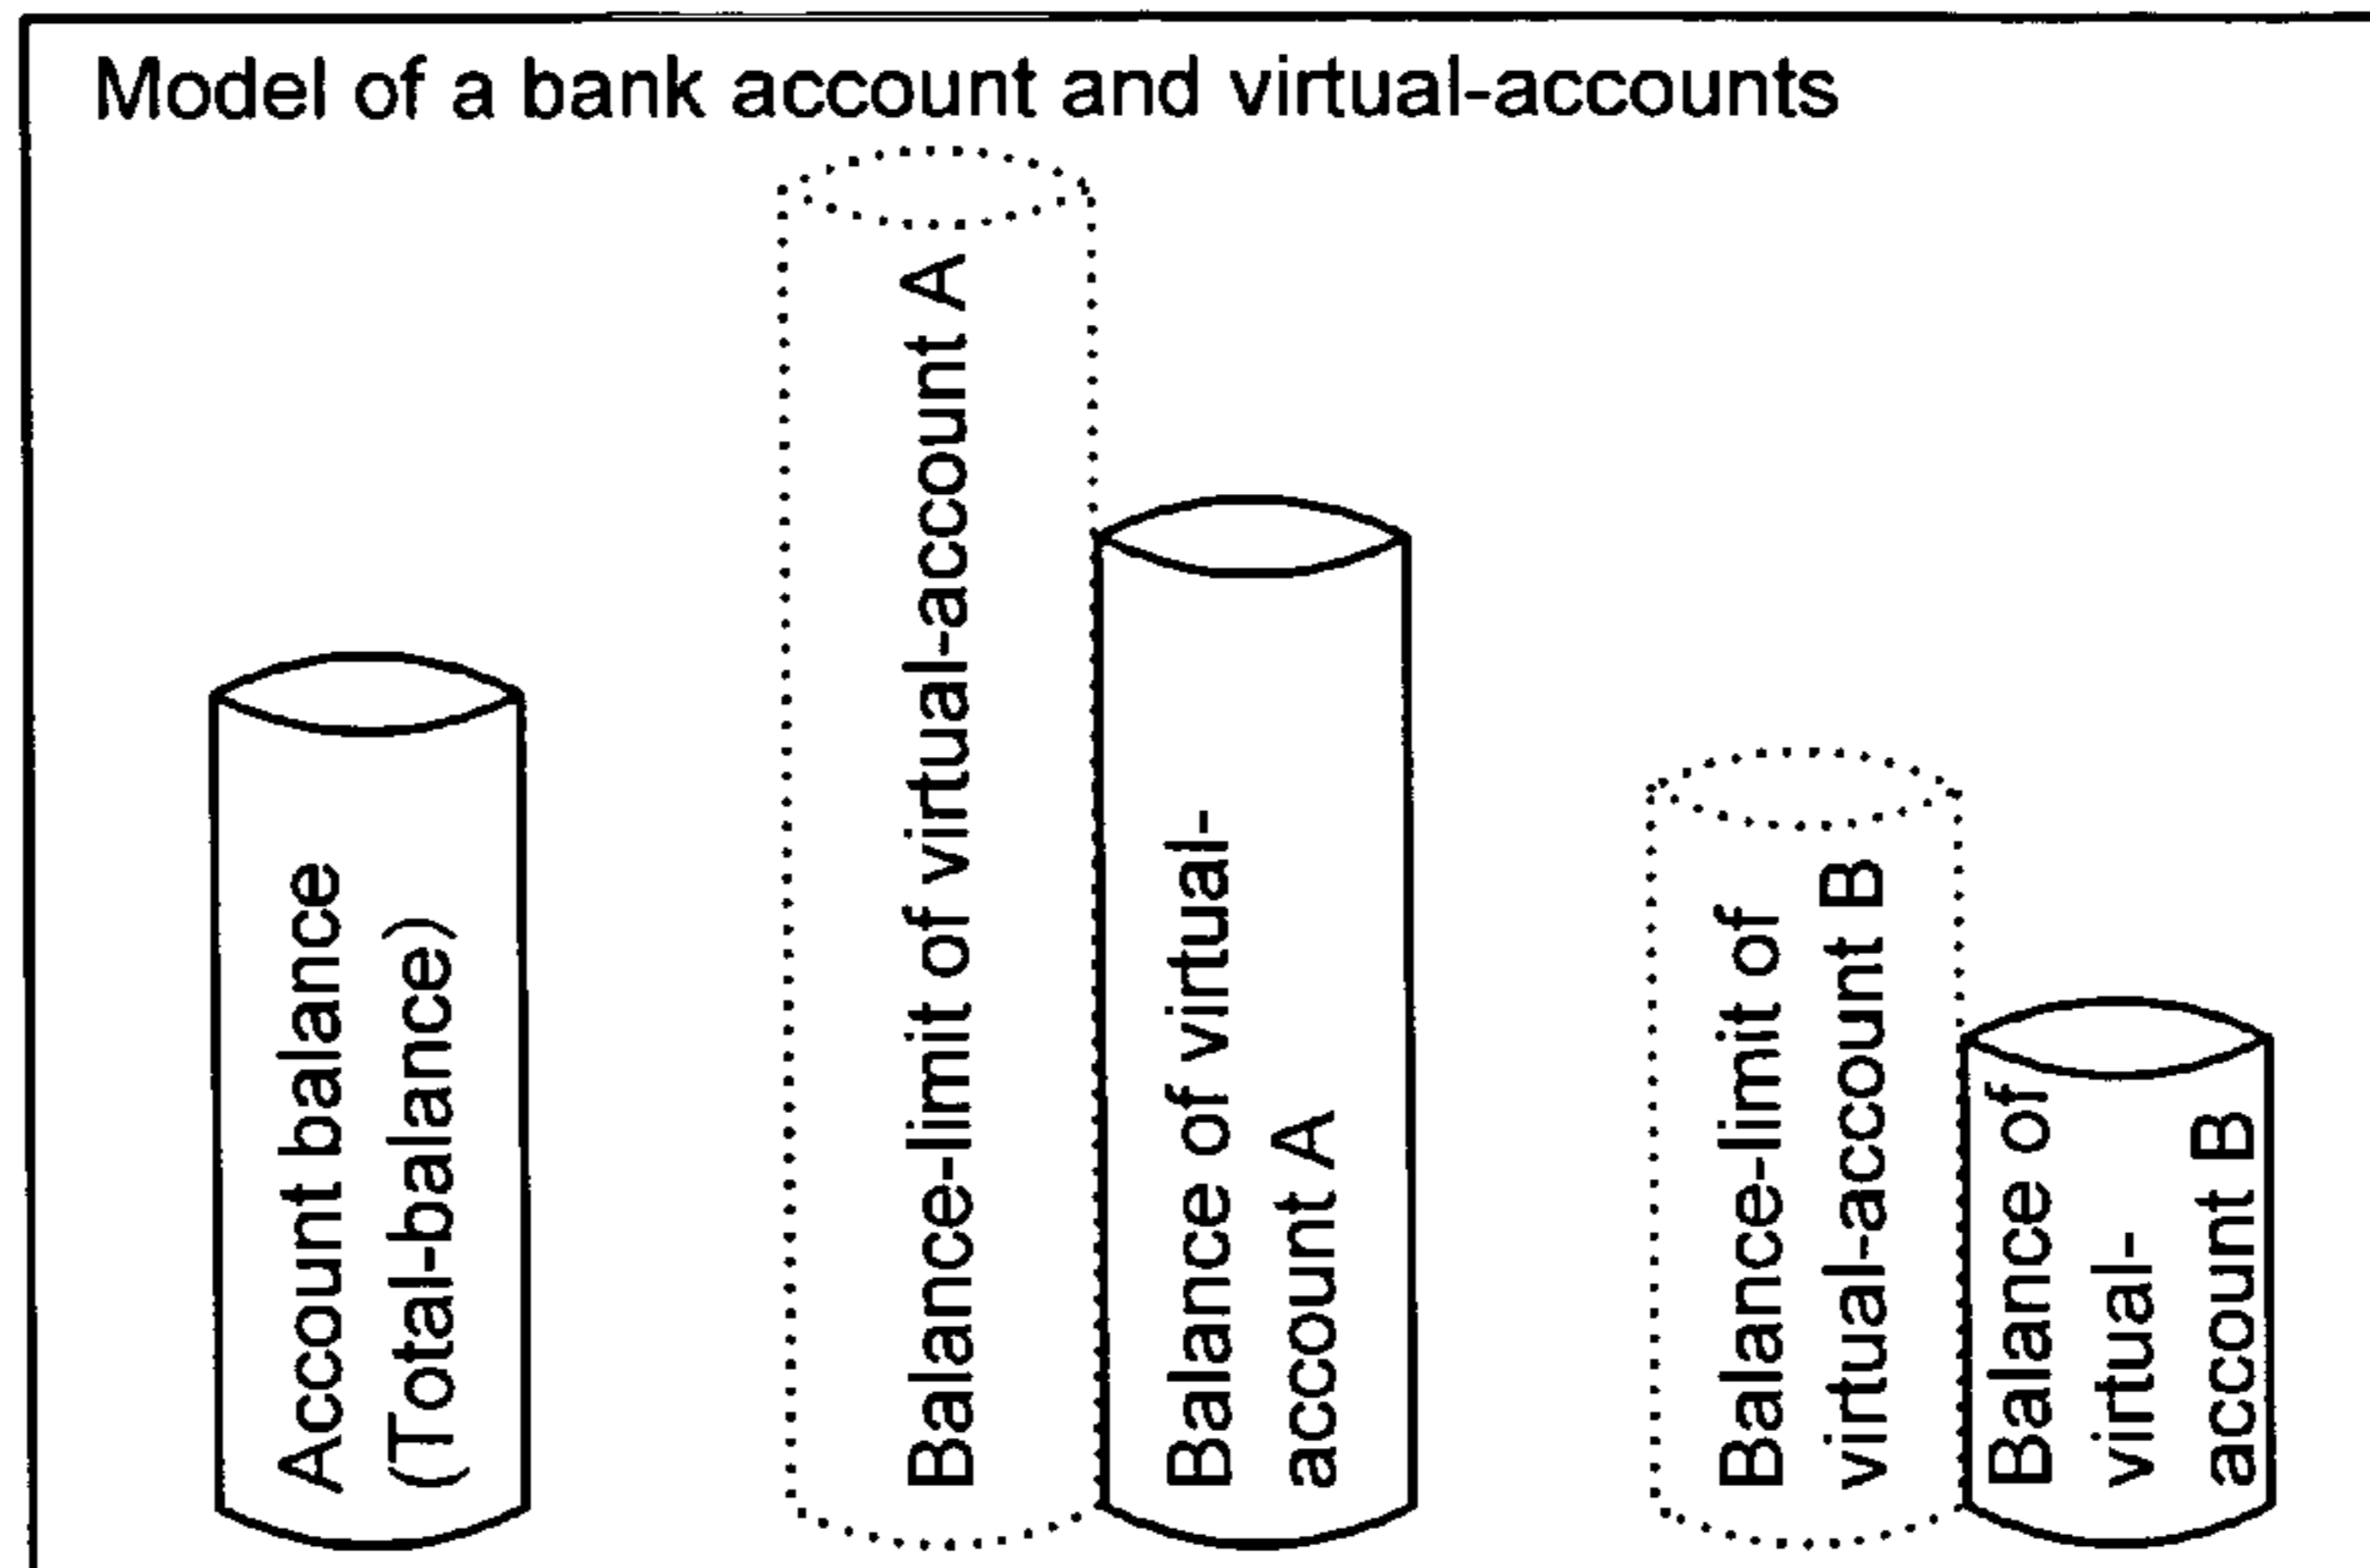 Model of a bank account and virtual-accounts
Account balance
(Total-balance)
Balance-limit of virtual-account A
Balance of virtual-
account A
Balance-limit of
virtual-account B
Balance of
virtual-
account B